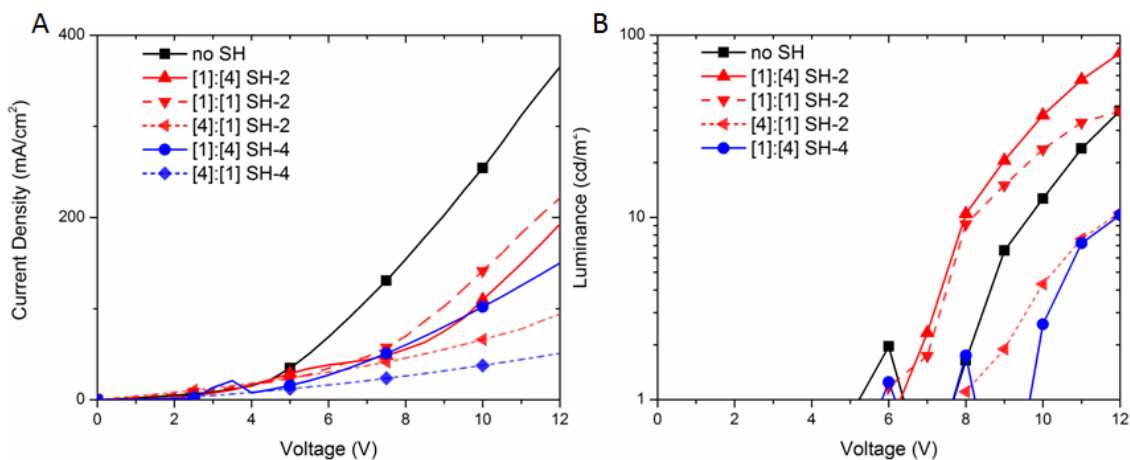 A
400
200
0
0
2
4
6
8
10
12
Current Density (mA/cm²)
Voltage (V)
no SH
[1]:[4] SH-2
[1]:[1] SH-2
[4]:[1] SH-2
[1]:[4] SH-4
[4]:[1] SH-4
B
100
10
1
0
2
4
6
8
10
12
Luminance (cd/m²)
Voltage (V)
no SH
[1]:[4] SH-2
[1]:[1] SH-2
[4]:[1] SH-2
[1]:[4] SH-4